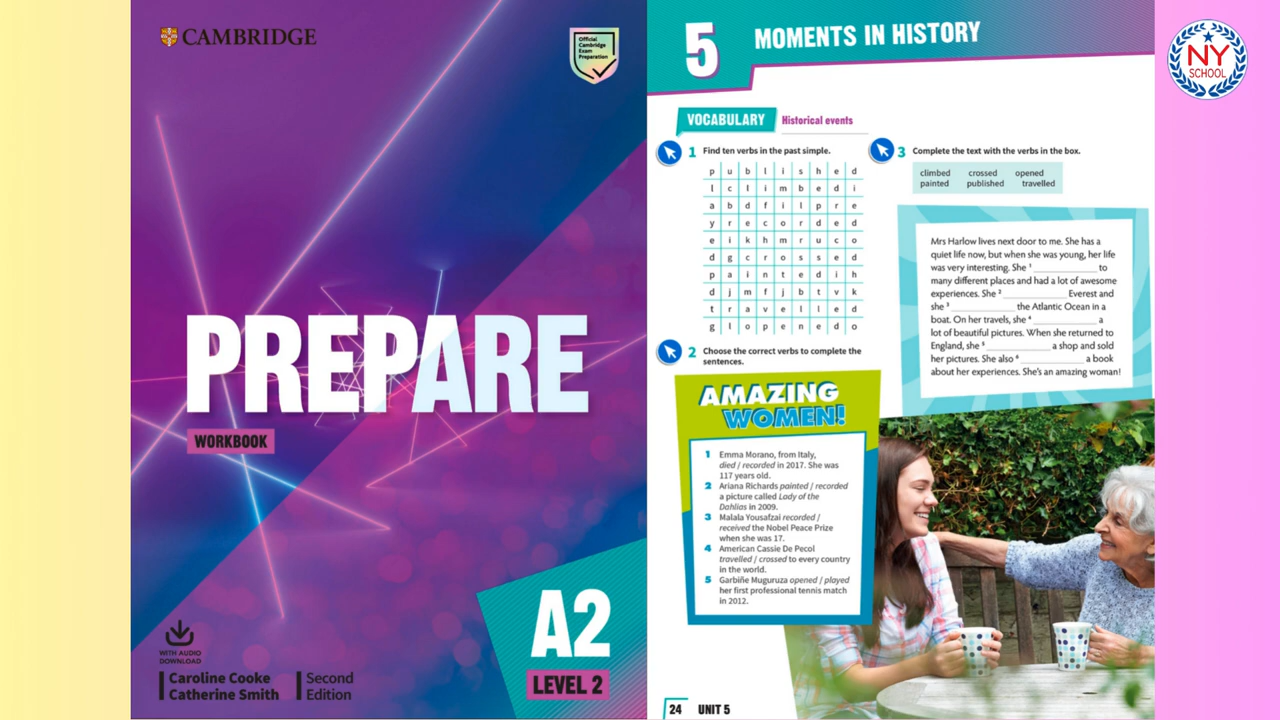 CAMBRIDGE
Official
Cambridge
Exam
Preparation
PREPARE
WORKBOOK
WITH AUDIO
DOWNLOAD
Caroline Cooke
Catherine Smith
Second
Edition
A2
LEVEL 2
5
MOMENTS IN HISTORY
VOCABULARY
Historical events
1 Find ten verbs in the past simple.
p u b l i s h e d
l c l i m b e d i
a b d f i l p r e
y r e c o r d e d
e i k h m r u c o
d g c r o s s e d
p a i n t e d i h
d j m f j b t v k
t r a v e l l e d
g l o p e n e d o
2 Choose the correct verbs to complete the
sentences.
AMAZING
WOMEN!
1 Emma Morano, from Italy,
died / recorded in 2017. She was
117 years old.
2 Ariana Richards painted / recorded
a picture called Lady of the
Dahlias in 2009.
3 Malala Yousafzai recorded /
received the Nobel Peace Prize
when she was 17.
4 American Cassie De Pecol
travelled / crossed to every country
in the world.
5 Garbiñe Muguruza opened / played
her first professional tennis match
in 2012.
3 Complete the text with the verbs in the box.
climbed crossed opened
painted published travelled
Mrs Harlow lives next door to me. She has a
quiet life now, but when she was young, her life
was very interesting. She 1 ____________ to
many different places and had a lot of awesome
experiences. She 2 ____________ Everest and
she 3 ____________ the Atlantic Ocean in a
boat. On her travels, she 4 ____________ a
lot of beautiful pictures. When she returned to
England, she 5 ____________ a shop and sold
her pictures. She also 6 ____________ a book
about her experiences. She's an amazing woman!
24 UNIT 5
NY
SCHOOL